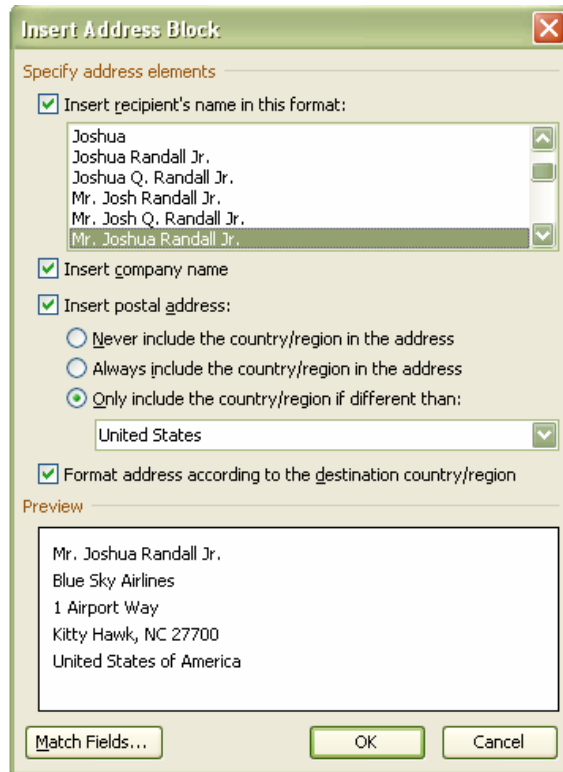 Insert Address Block
Specify address elements
Insert recipient's name in this format:
Joshua
Joshua Randall Jr.
Joshua Q. Randall Jr.
Mr. Josh Randall Jr.
Mr. Josh Q. Randall Jr.
Mr. Joshua Randall Jr.
Insert company name
Insert postal address:
Never include the country/region in the address
Always include the country/region in the address
Only include the country/region if different than:
United States
Format address according to the destination country/region
Preview
Mr. Joshua Randall Jr.
Blue Sky Airlines
1 Airport Way
Kitty Hawk, NC 27700
United States of America
Match Fields... OK Cancel